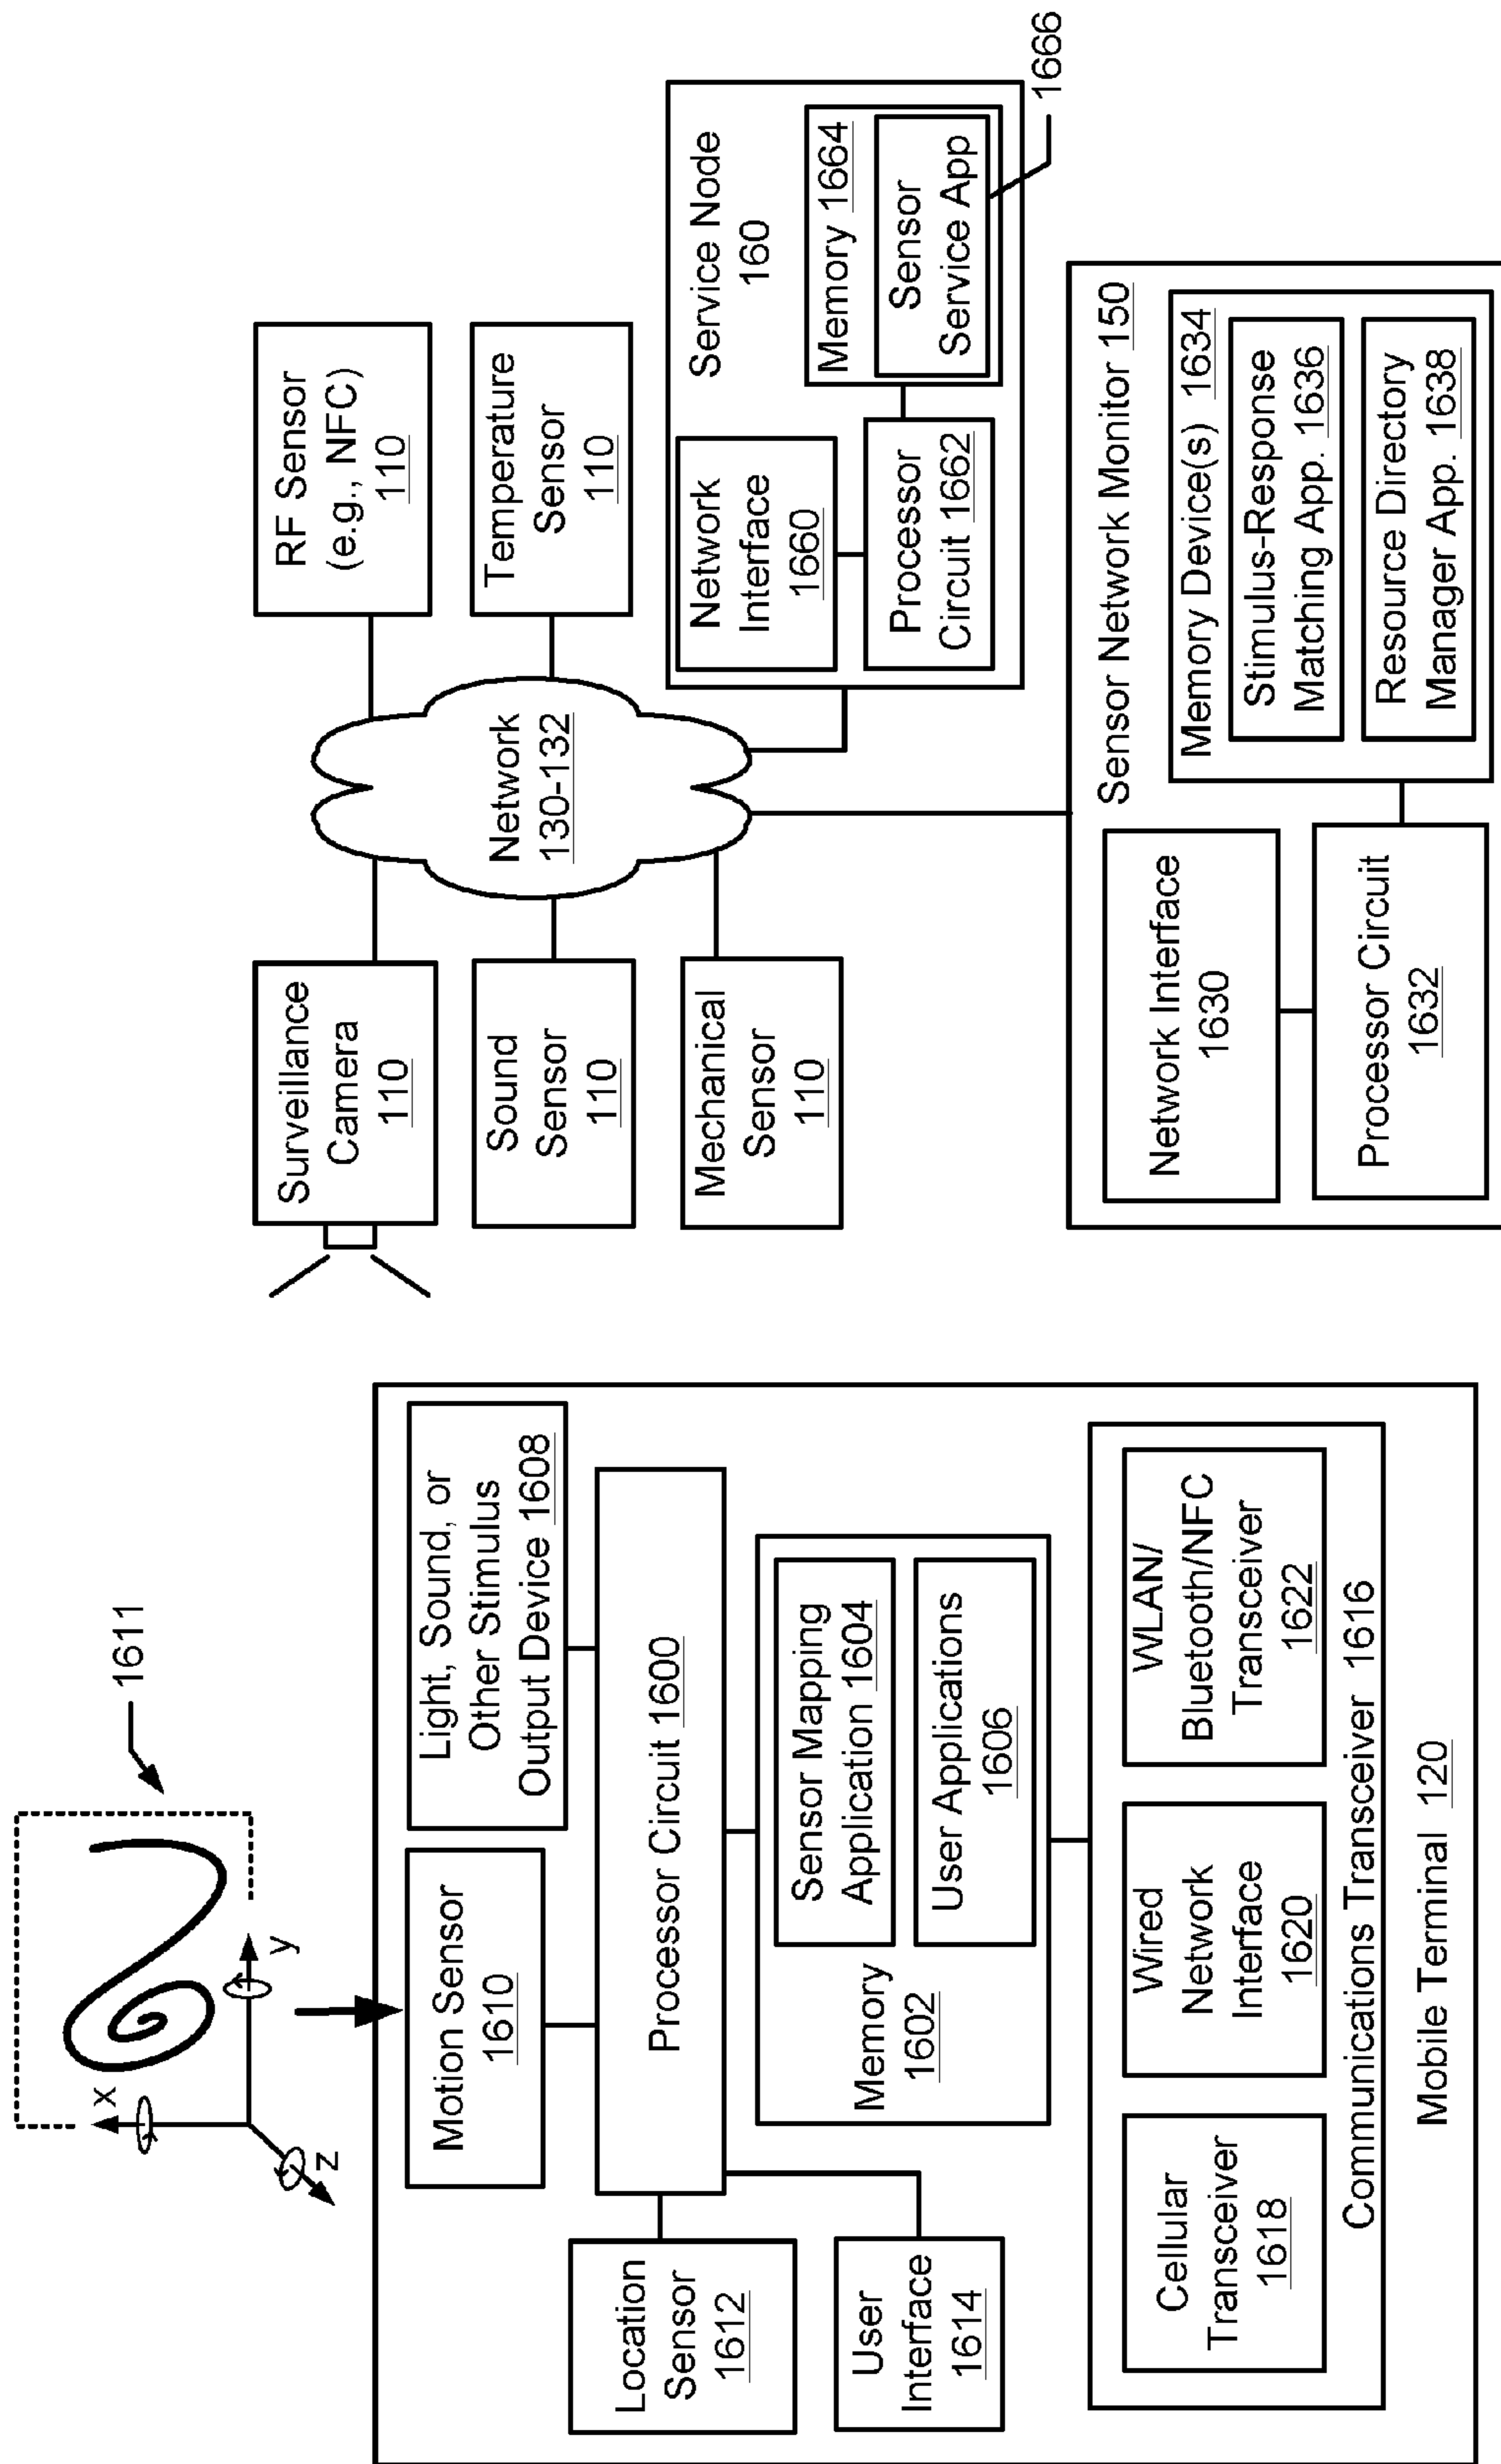 1611
x
y
z
Motion Sensor
1610
Light, Sound, or
Other Stimulus
Output Device 1608
Location
Sensor
1612
Processor Circuit 1600
User
Interface
1614
Memory
1602
Sensor Mapping
Application 1604
User Applications
1606
Cellular
Transceiver
1618
Wired
Network
Interface
1620
WLAN/
Bluetooth/NFC
Transceiver
1622
Communications Transceiver 1616
Mobile Terminal 120
Surveillance
Camera
110
Sound
Sensor
110
Mechanical
Sensor
110
Network
130-132
RF Sensor
(e.g., NFC)
110
Temperature
Sensor
110
Service Node
160
Network
Interface
1660
Processor
Circuit 1662
Memory 1664
Sensor
Service App
1666
Sensor Network Monitor 150
Network Interface
1630
Processor Circuit
1632
Memory Device(s) 1634
Stimulus-Response
Matching App. 1636
Resource Directory
Manager App. 1638